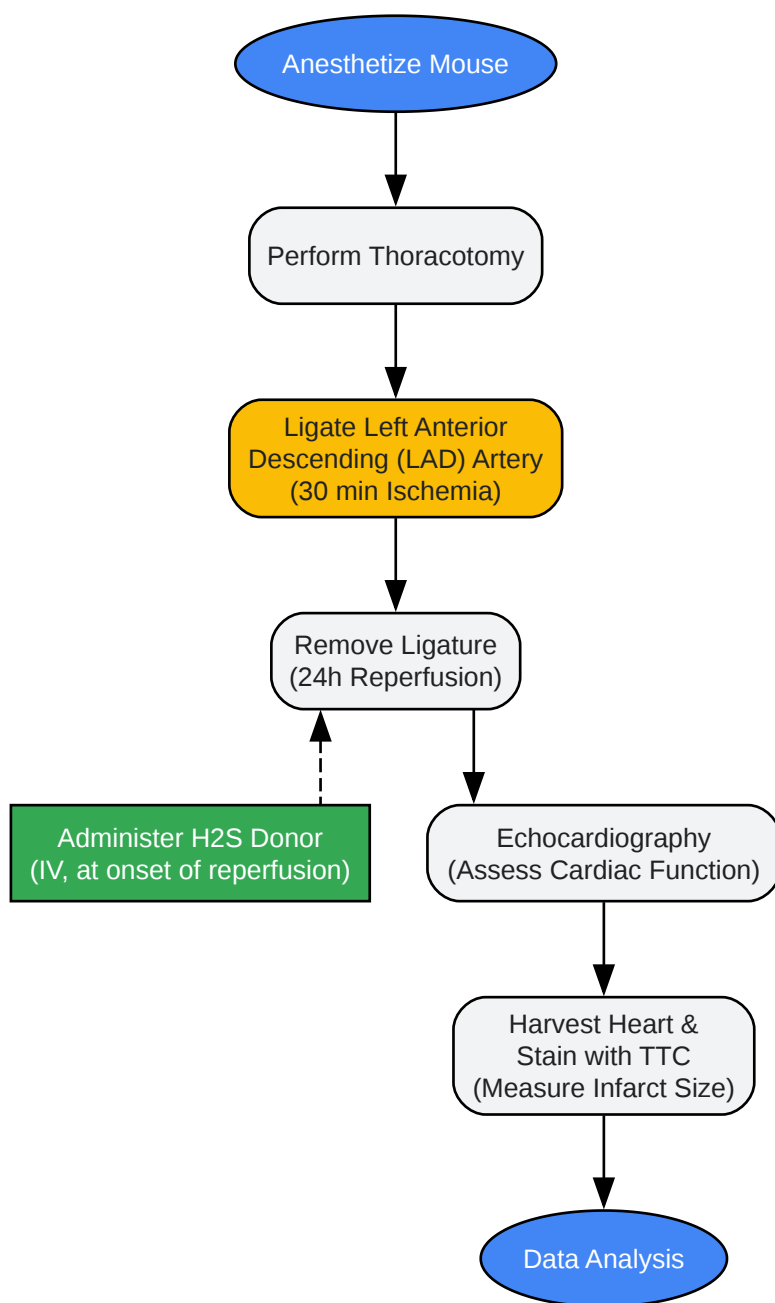 Anesthetize Mouse
Perform Thoracotomy
Ligate Left Anterior
Descending (LAD) Artery
(30 min Ischemia)
Remove Ligature
(24h Reperfusion)
Administer H2S Donor
(IV, at onset of reperfusion)
Echocardiography
(Assess Cardiac Function)
Harvest Heart &
Stain with TTC
(Measure Infarct Size)
Data Analysis